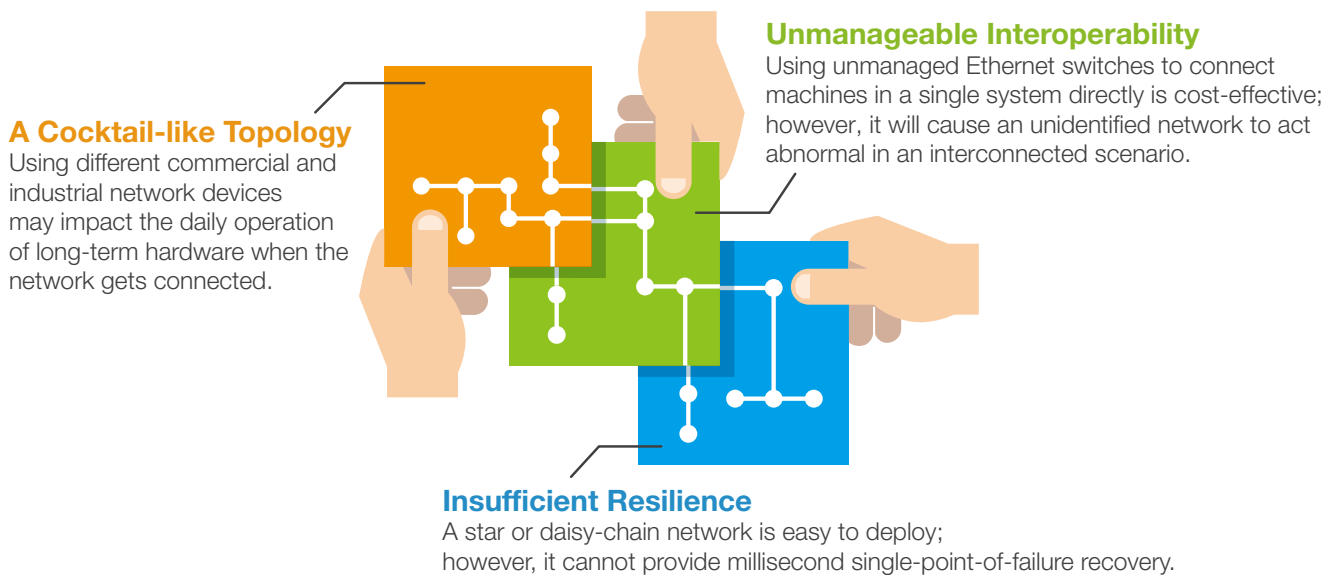 A Cocktail-like Topology
Using different commercial and
industrial network devices
may impact the daily operation
of long-term hardware when the
network gets connected.
Unmanageable Interoperability
Using unmanaged Ethernet switches to connect
machines in a single system directly is cost-effective;
however, it will cause an unidentified network to act
abnormal in an interconnected scenario.
Insufficient Resilience
A star or daisy-chain network is easy to deploy;
however, it cannot provide millisecond single-point-of-failure recovery.